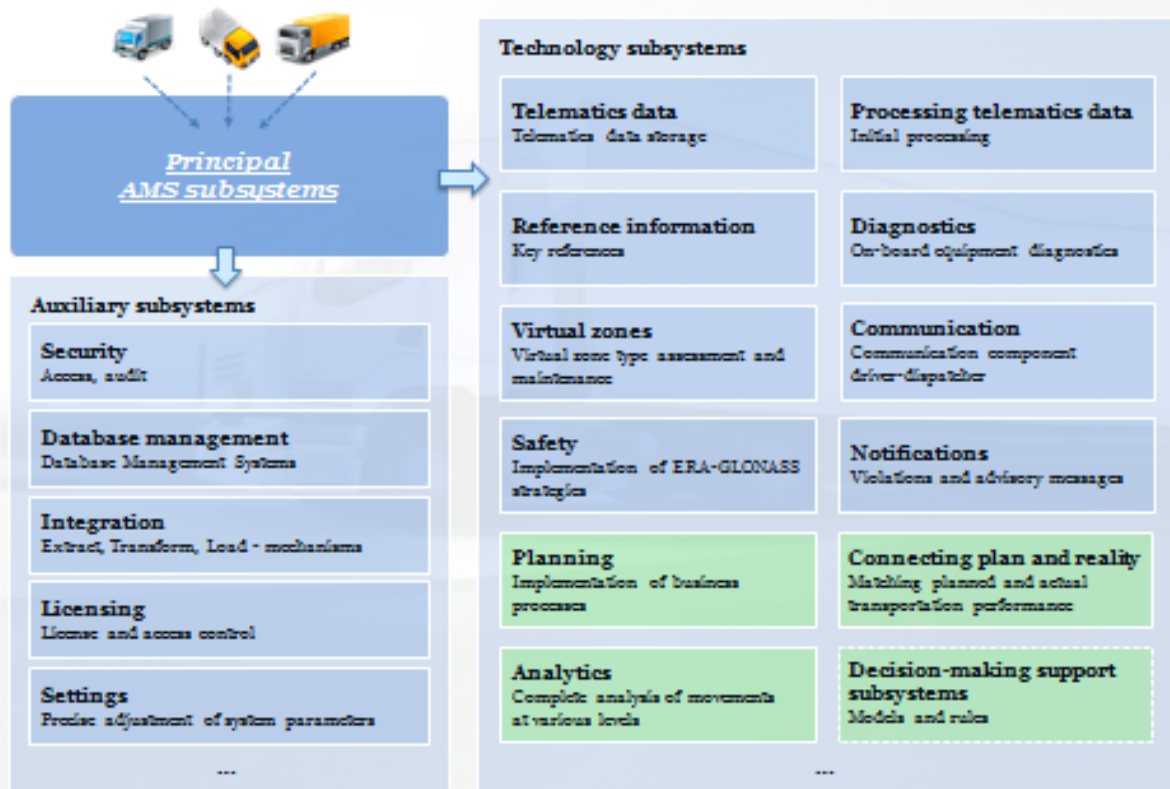 Principal
AMS subsystems
Auxiliary subsystems
Security
Access, audit
Database management
Database Management Systems
Integration
Extract, Transform, Load - mechanisms
Licensing
License and access control
Settings
Precise adjustment of system parameters
...
Technology subsystems
Telematics data
Telematics data storage
Processing telematics data
Initial processing
Reference information
Key references
Diagnostics
On-board equipment diagnostics
Virtual zones
Virtual zone type assessment and
maintenance
Communication
Communication component
driver-dispatcher
Safety
Implementation of ERA-GLONASS
strategies
Notifications
Violations and advisory messages
Planning
Implementation of business
processes
Connecting plan and reality
Matching planned and actual
transportation performance
Analytics
Complete analysis of movements
at various levels
Decision-making support
subsystems
Models and rules
...